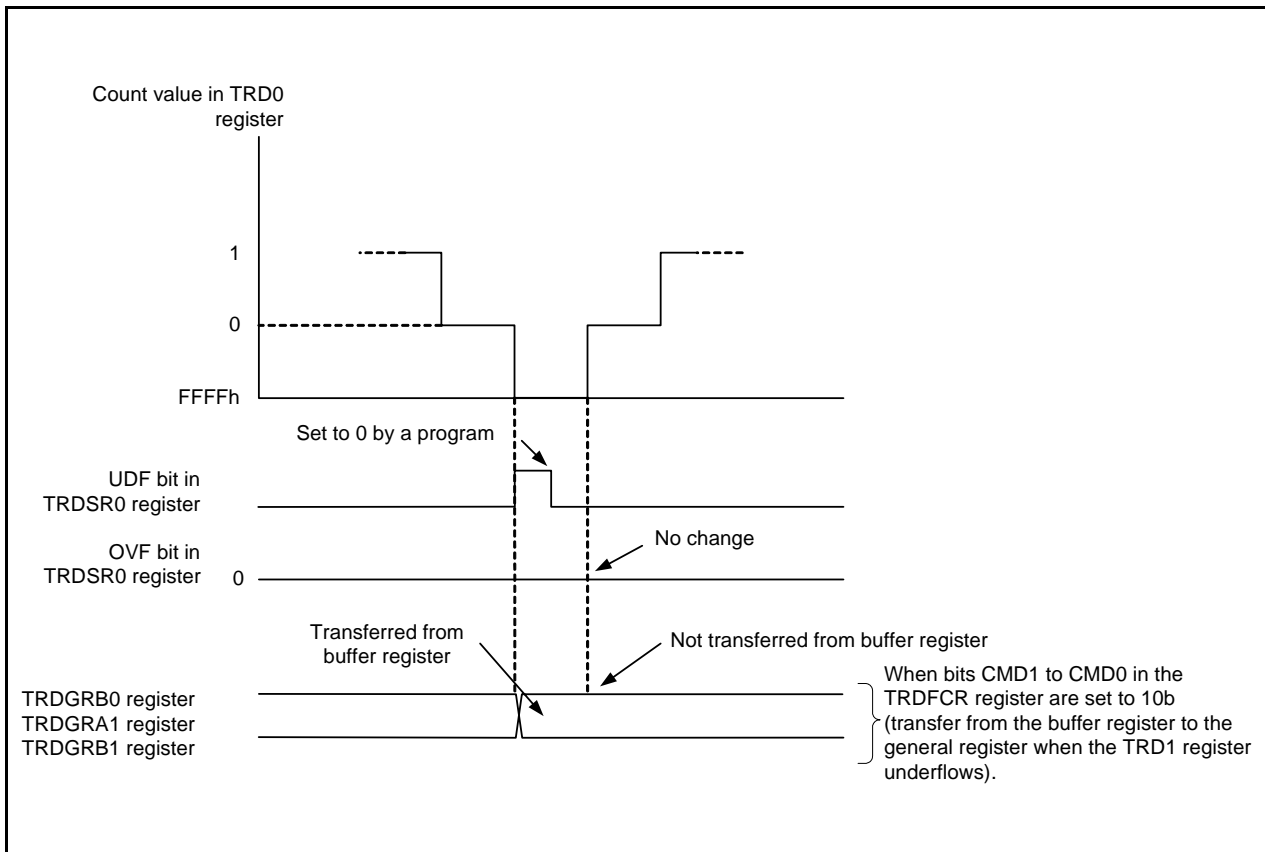 Count value in TRD0
register
1
0
FFFFh
Set to 0 by a program
UDF bit in
TRDSR0 register
No change
OVF bit in
TRDSR0 register
0
Transferred from
buffer register
Not transferred from buffer register
TRDGRB0 register
TRDGRA1 register
TRDGRB1 register
When bits CMD1 to CMD0 in the
TRDFCR register are set to 10b
(transfer from the buffer register to the
general register when the TRD1 register
underflows).